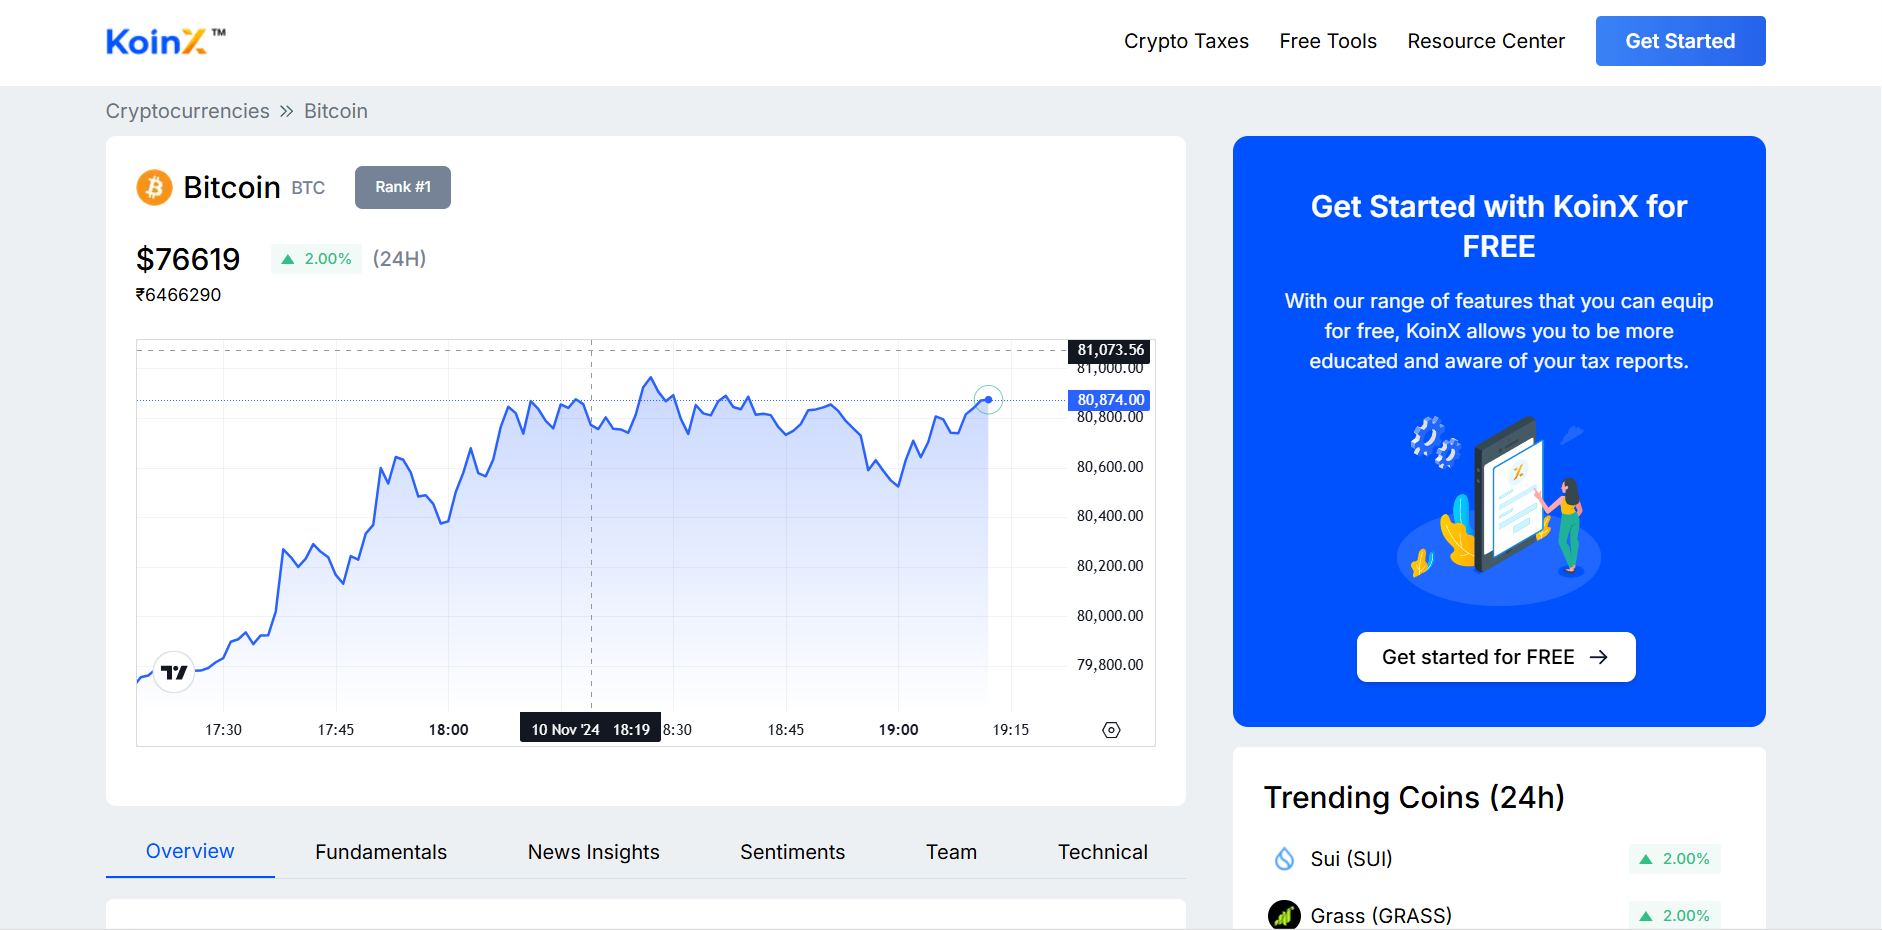 KoinX™
Crypto Taxes Free Tools Resource Center Get Started
Cryptocurrencies » Bitcoin
Bitcoin BTC Rank #1
$76619 ▲ 2.00% (24H)
₹6466290
81,073.56
81,000.00
80,874.00
80,800.00
80,600.00
80,400.00
80,200.00
80,000.00
79,800.00
17:30 17:45 18:00 10 Nov '24 18:19 8:30 18:45 19:00 19:15
Overview Fundamentals News Insights Sentiments Team Technical
Get Started with KoinX for
FREE
With our range of features that you can equip
for free, KoinX allows you to be more
educated and aware of your tax reports.
Get started for FREE →
Trending Coins (24h)
Sui (SUI) ▲ 2.00%
Grass (GRASS) ▲ 2.00%